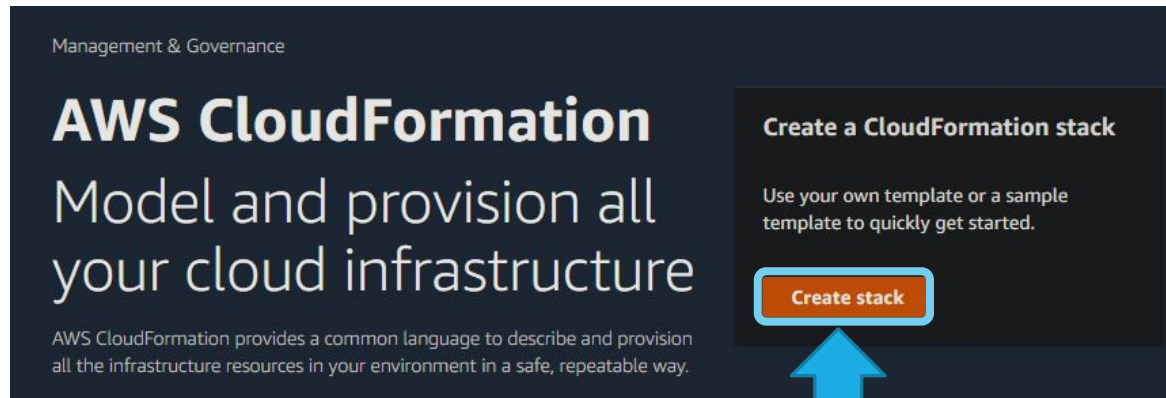 Management & Governance
AWS CloudFormation
Model and provision all
your cloud infrastructure
AWS CloudFormation provides a common language to describe and provision
all the infrastructure resources in your environment in a safe, repeatable way.
Create a CloudFormation stack
Use your own template or a sample
template to quickly get started.
Create stack